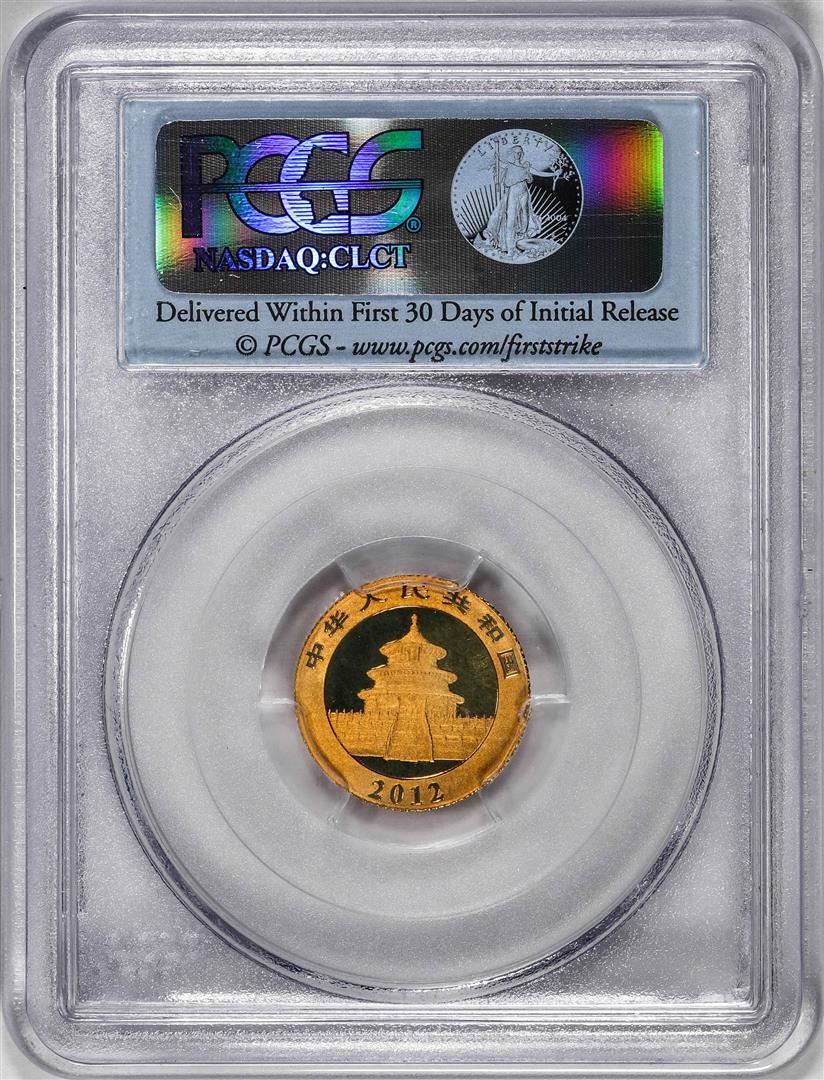 PCGS®
NASDAQ:CLCT
LIBERTY
2004
Delivered Within First 30 Days of Initial Release
© PCGS - www.pcgs.com/firststrike
中华人民共和国
2012